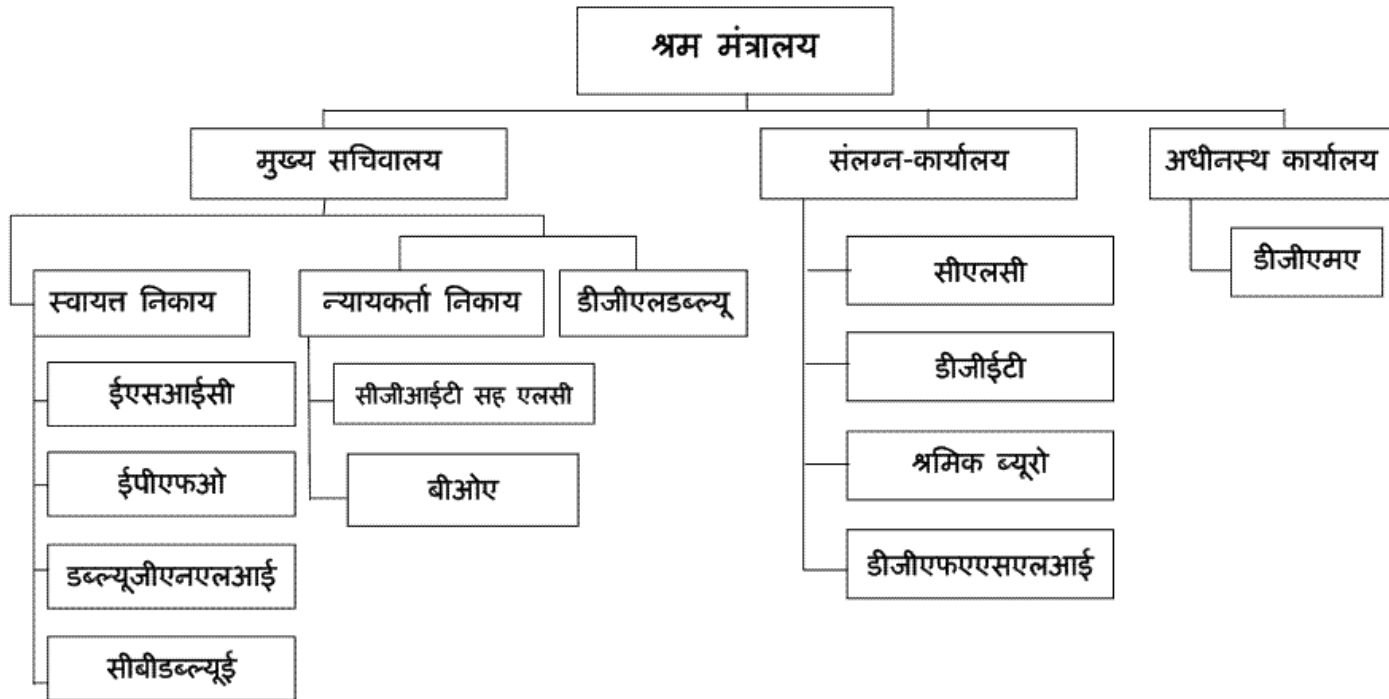 श्रम मंत्रालय
मुख्य सचिवालय
संलग्न-कार्यालय
अधीनस्थ कार्यालय
स्वायत्त निकाय
न्यायकर्ता निकाय
डीजीएलडब्ल्यू
सीएलसी
डीजीएमए
ईएसआईसी
सीजीआईटी सह एलसी
डीजीईटी
ईपीएफओ
बीओए
श्रमिक ब्यूरो
डब्ल्यूजीएनएलआई
डीजीएफएएसएलआई
सीबीडब्ल्यूई